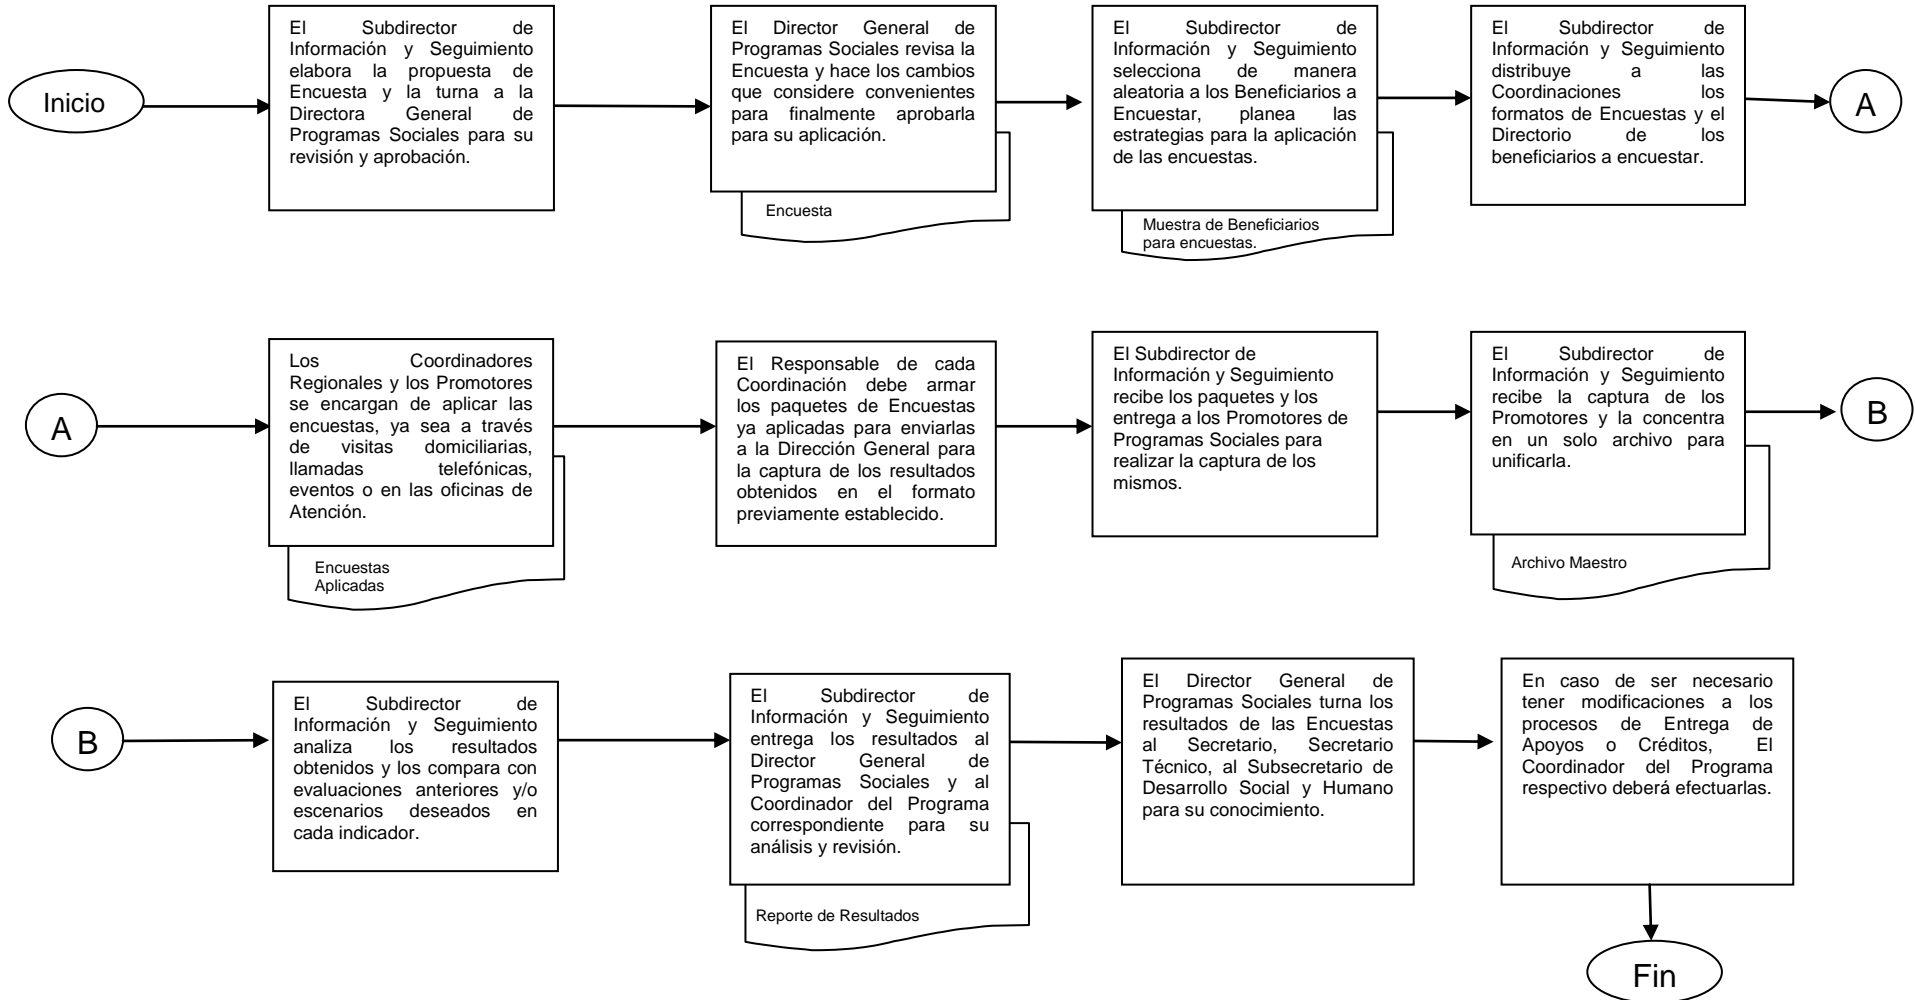 Inicio
El Subdirector de
Información y Seguimiento
elabora la propuesta de
Encuesta y la turna a la
Directora General de
Programas Sociales para su
revisión y aprobación.
El Director General de
Programas Sociales revisa la
Encuesta y hace los cambios
que considere convenientes
para finalmente aprobarla
para su aplicación.
Encuesta
El Subdirector de
Información y Seguimiento
selecciona de manera
aleatoria a los Beneficiarios a
Encuestar, planea las
estrategias para la aplicación
de las encuestas.
Muestra de Beneficiarios
para encuestas.
El Subdirector de
Información y Seguimiento
distribuye a las
Coordinaciones los
formatos de Encuestas y el
Directorio de los
beneficiarios a encuestar.
A
A
Los Coordinadores
Regionales y los Promotores
se encargan de aplicar las
encuestas, ya sea a través
de visitas domiciliarias,
llamadas telefónicas,
eventos o en las oficinas de
Atención.
Encuestas
Aplicadas
El Responsable de cada
Coordinación debe armar
los paquetes de Encuestas
ya aplicadas para enviarlas
a la Dirección General para
la captura de los resultados
obtenidos en el formato
previamente establecido.
El Subdirector de
Información y Seguimiento
recibe los paquetes y los
entrega a los Promotores de
Programas Sociales para
realizar la captura de los
mismos.
El Subdirector de
Información y Seguimiento
recibe la captura de los
Promotores y la concentra
en un solo archivo para
unificarla.
Archivo Maestro
B
B
El Subdirector de
Información y Seguimiento
analiza los resultados
obtenidos y los compara con
evaluaciones anteriores y/o
escenarios deseados en
cada indicador.
El Subdirector de
Información y Seguimiento
entrega los resultados al
Director General de
Programas Sociales y al
Coordinador del Programa
correspondiente para su
análisis y revisión.
Reporte de Resultados
El Director General de
Programas Sociales turna los
resultados de las Encuestas
al Secretario, Secretario
Técnico, al Subsecretario de
Desarrollo Social y Humano
para su conocimiento.
En caso de ser necesario
tener modificaciones a los
procesos de Entrega de
Apoyos o Créditos, El
Coordinador del Programa
respectivo deberá efectuarlas.
Fin